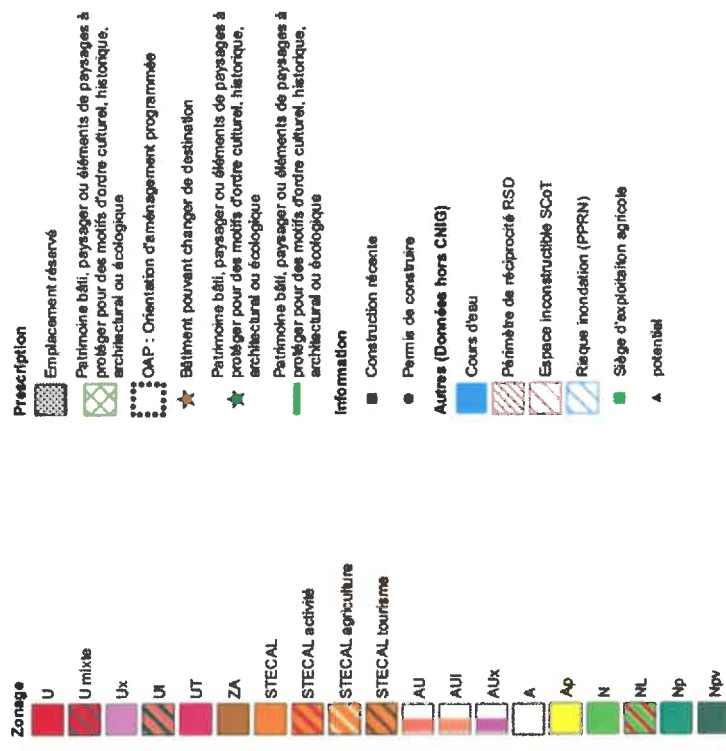 Zonage
U
U mixte
Ux
Ul
UT
ZA
STECAL
STECAL activité
STECAL agriculture
STECAL tourisme
AU
AUl
AUx
A
Ap
N
NL
Np
Npv
Prescription
Emplacement réservé
Patrimoine bâti, paysager ou éléments de paysages à
protéger pour des motifs d'ordre culturel, historique,
architectural ou écologique
OAP : Orientation d'aménagement programmée
Bâtiment pouvant changer de destination
Patrimoine bâti, paysager ou éléments de paysages à
protéger pour des motifs d'ordre culturel, historique,
architectural ou écologique
Patrimoine bâti, paysager ou éléments de paysages à
protéger pour des motifs d'ordre culturel, historique,
architectural ou écologique
Information
Construction récente
Permis de construire
Autres (Données hors CNIG)
Cours d'eau
Périmètre de réciprocité RSD
Espace inconstructible SCoT
Risque inondation (PPRN)
Siège d'exploitaiton agricole
potentiel